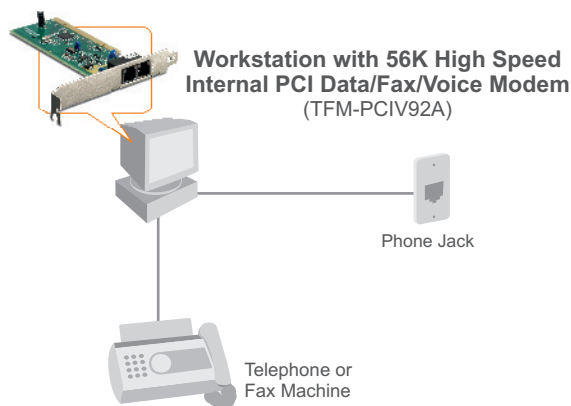 Workstation with 56K High Speed
Internal PCI Data/Fax/Voice Modem
(TFM-PCIV92A)
Phone Jack
Telephone or
Fax Machine